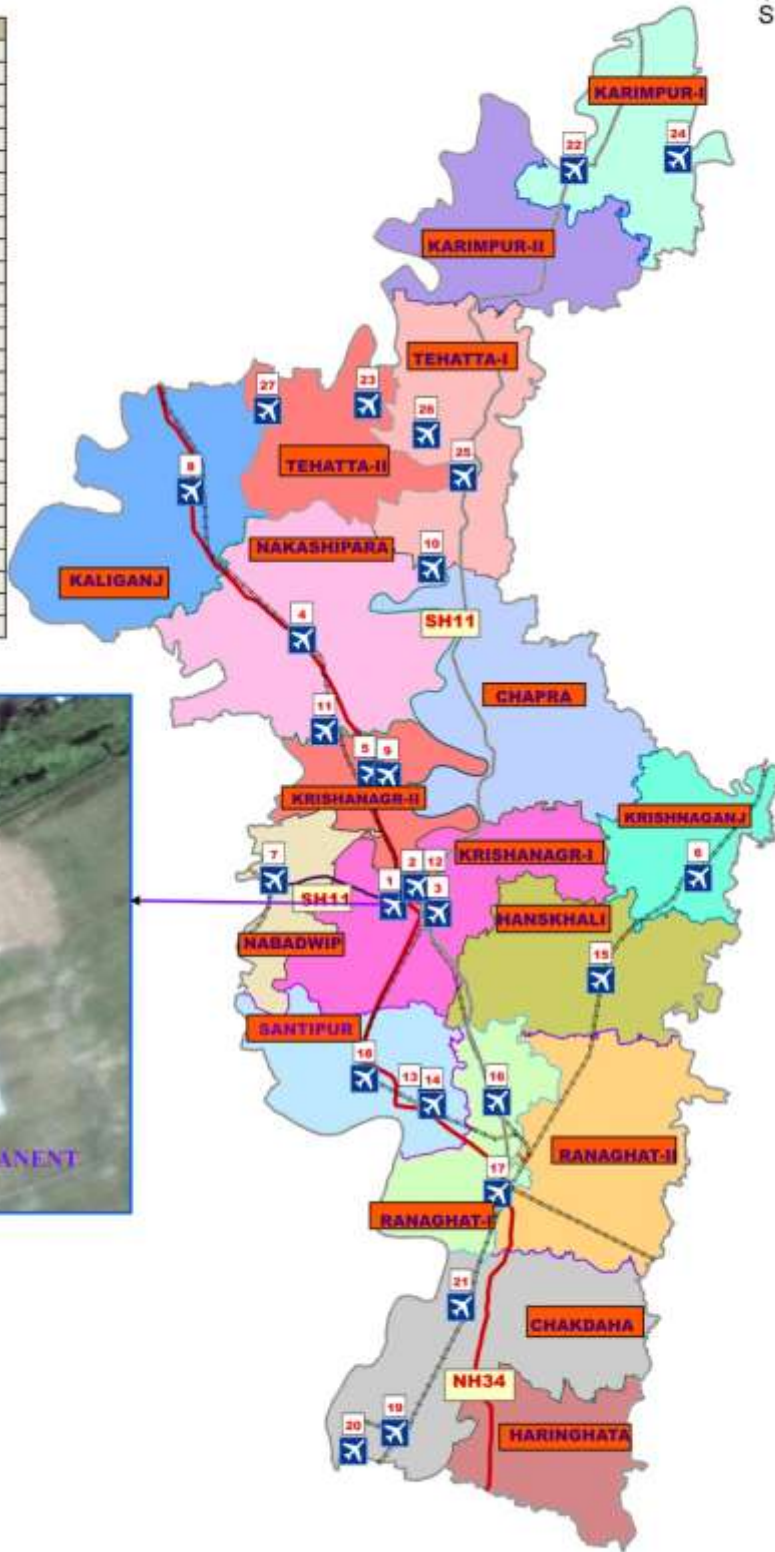 S
KARIMPUR-I
24
22
KARIMPUR-II
TEHATTA-I
27
23
26
25
TEHATTA-II
8
NAKASHIPARA
10
KALIGANJ
4
SH11
CHAPRA
11
5 9
KRISHANAGR-II
KRISHNAGANJ
2 12
KRISHANAGR-I
7
6
1
3
SH11
HANSKHALI
NABADWIP
15
SANTIPUR
18
13 14
16
ANENT
RANAGHAT-II
17
RANAGHAT-I
21
CHAKDAHA
NH34
19
20
HARINGHATA